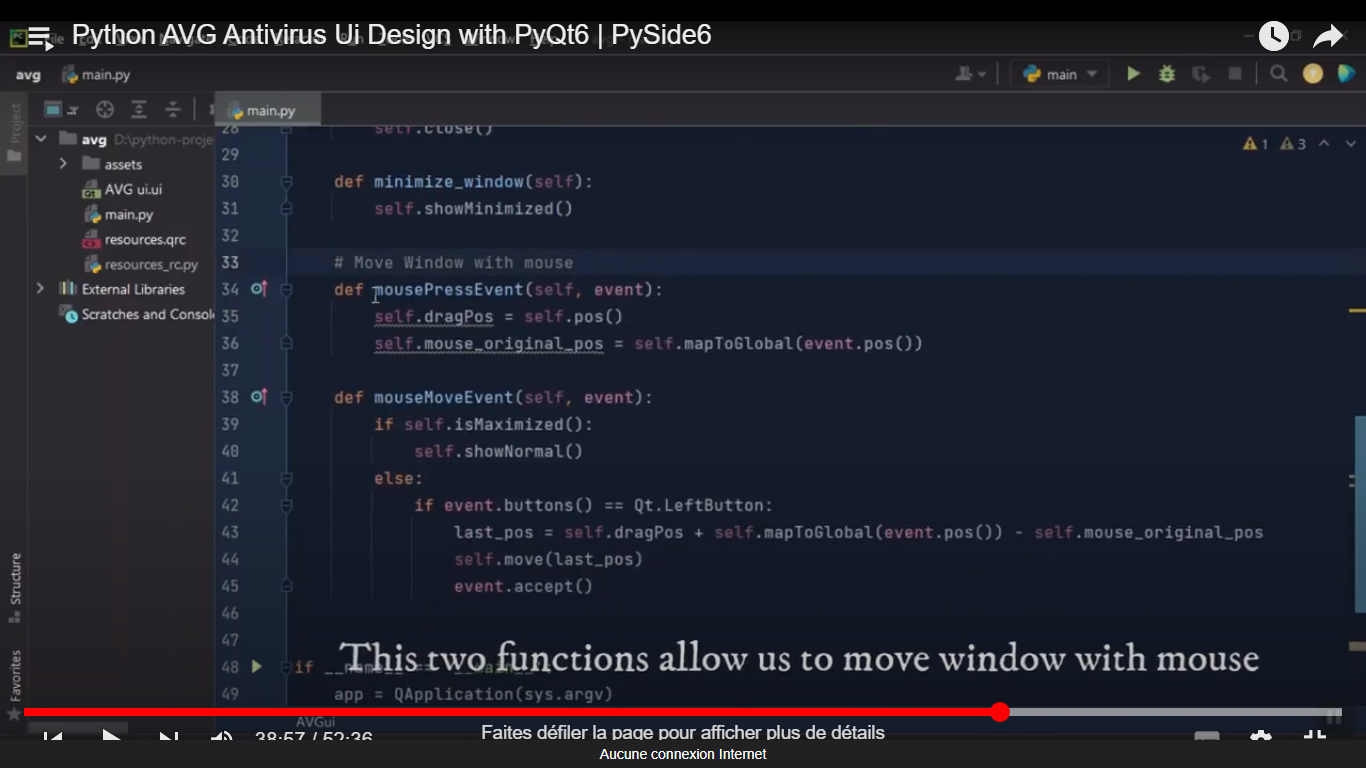 Python AVG Antivirus Ui Design with PyQt6 | PySide6
avg main.py main
Project
main.py
avg D:\python-proje
assets
AVG ui.ui
main.py
resources.qrc
resources_rc.py
External Libraries
Scratches and Consol
1 3
28 self.close()
29
30 def minimize_window(self):
31 self.showMinimized()
32
33 # Move Window with mouse
34 def mousePressEvent(self, event):
35 self.dragPos = self.pos()
36 self.mouse_original_pos = self.mapToGlobal(event.pos())
37
38 def mouseMoveEvent(self, event):
39 if self.isMaximized():
40 self.showNormal()
41 else:
42 if event.buttons() == Qt.LeftButton:
43 last_pos = self.dragPos + self.mapToGlobal(event.pos()) - self.mouse_original_pos
44 self.move(last_pos)
45 event.accept()
46
47
48 if __name__ == "__main__":
49 app = QApplication(sys.argv)
This two functions allow us to move window with mouse
AVGui
Structure
Favorites
38:57 / 52:36
Faites défiler la page pour afficher plus de détails
Aucune connexion Internet